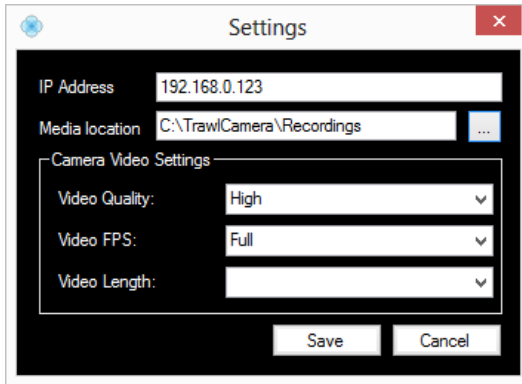 Settings
IP Address 192.168.0.123
Media location C:\TrawlCamera\Recordings ...
Camera Video Settings
Video Quality: High
Video FPS: Full
Video Length:
Save Cancel